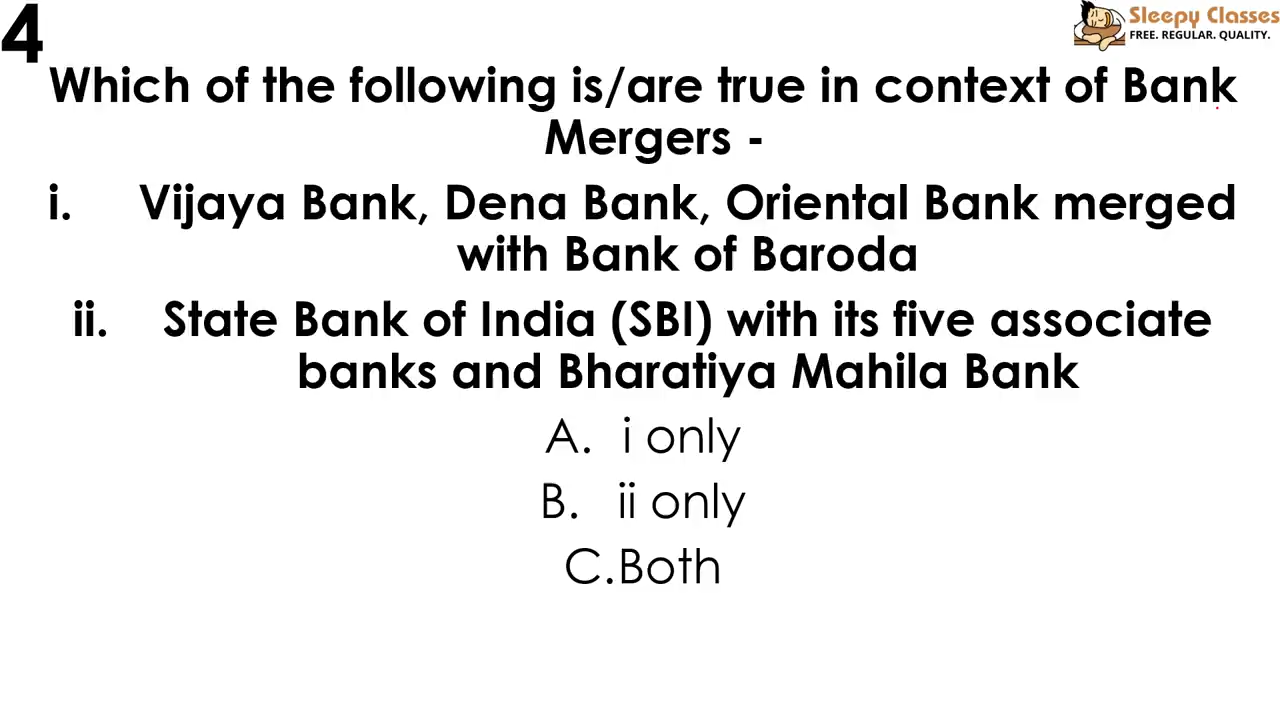 4
Sleepy Classes
FREE. REGULAR. QUALITY.
Which of the following is/are true in context of Bank
Mergers -
i. Vijaya Bank, Dena Bank, Oriental Bank merged
with Bank of Baroda
ii. State Bank of India (SBI) with its five associate
banks and Bharatiya Mahila Bank
A. i only
B. ii only
C.Both